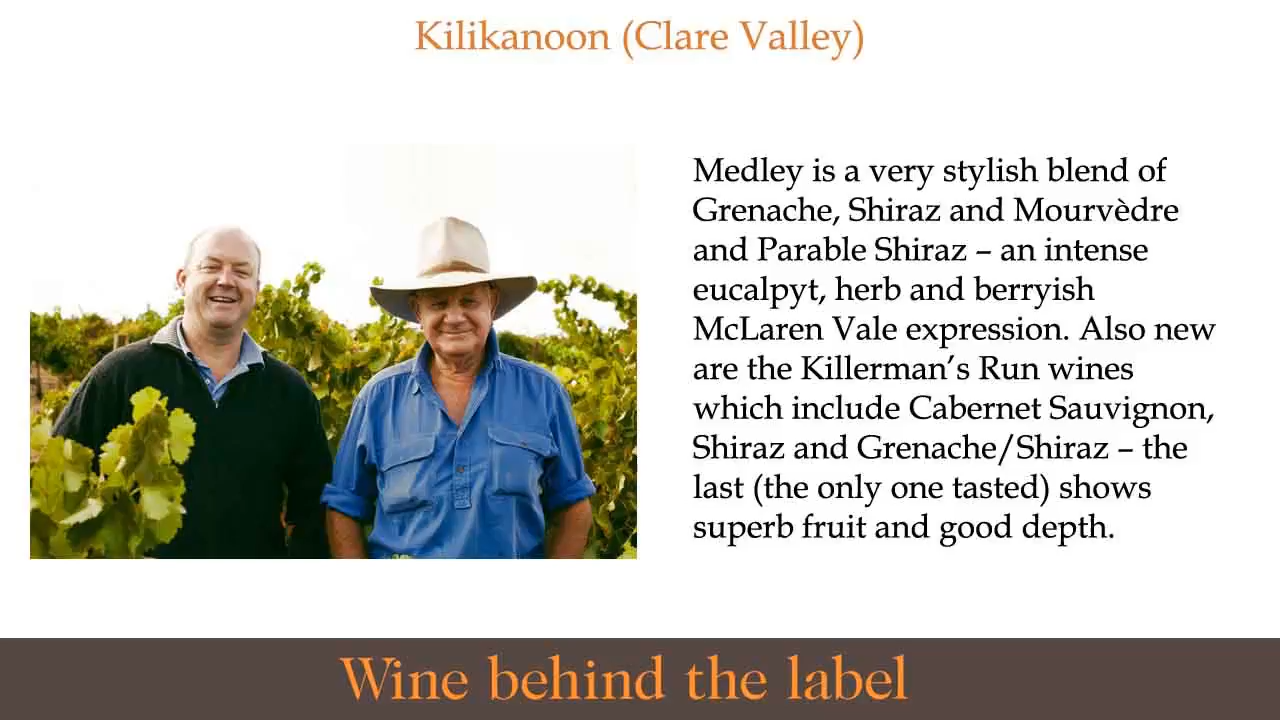 Kilikanoon (Clare Valley)
Medley is a very stylish blend of
Grenache, Shiraz and Mourvèdre
and Parable Shiraz – an intense
eucalpyt, herb and berryish
McLaren Vale expression. Also new
are the Killerman’s Run wines
which include Cabernet Sauvignon,
Shiraz and Grenache/Shiraz – the
last (the only one tasted) shows
superb fruit and good depth.
Wine behind the label